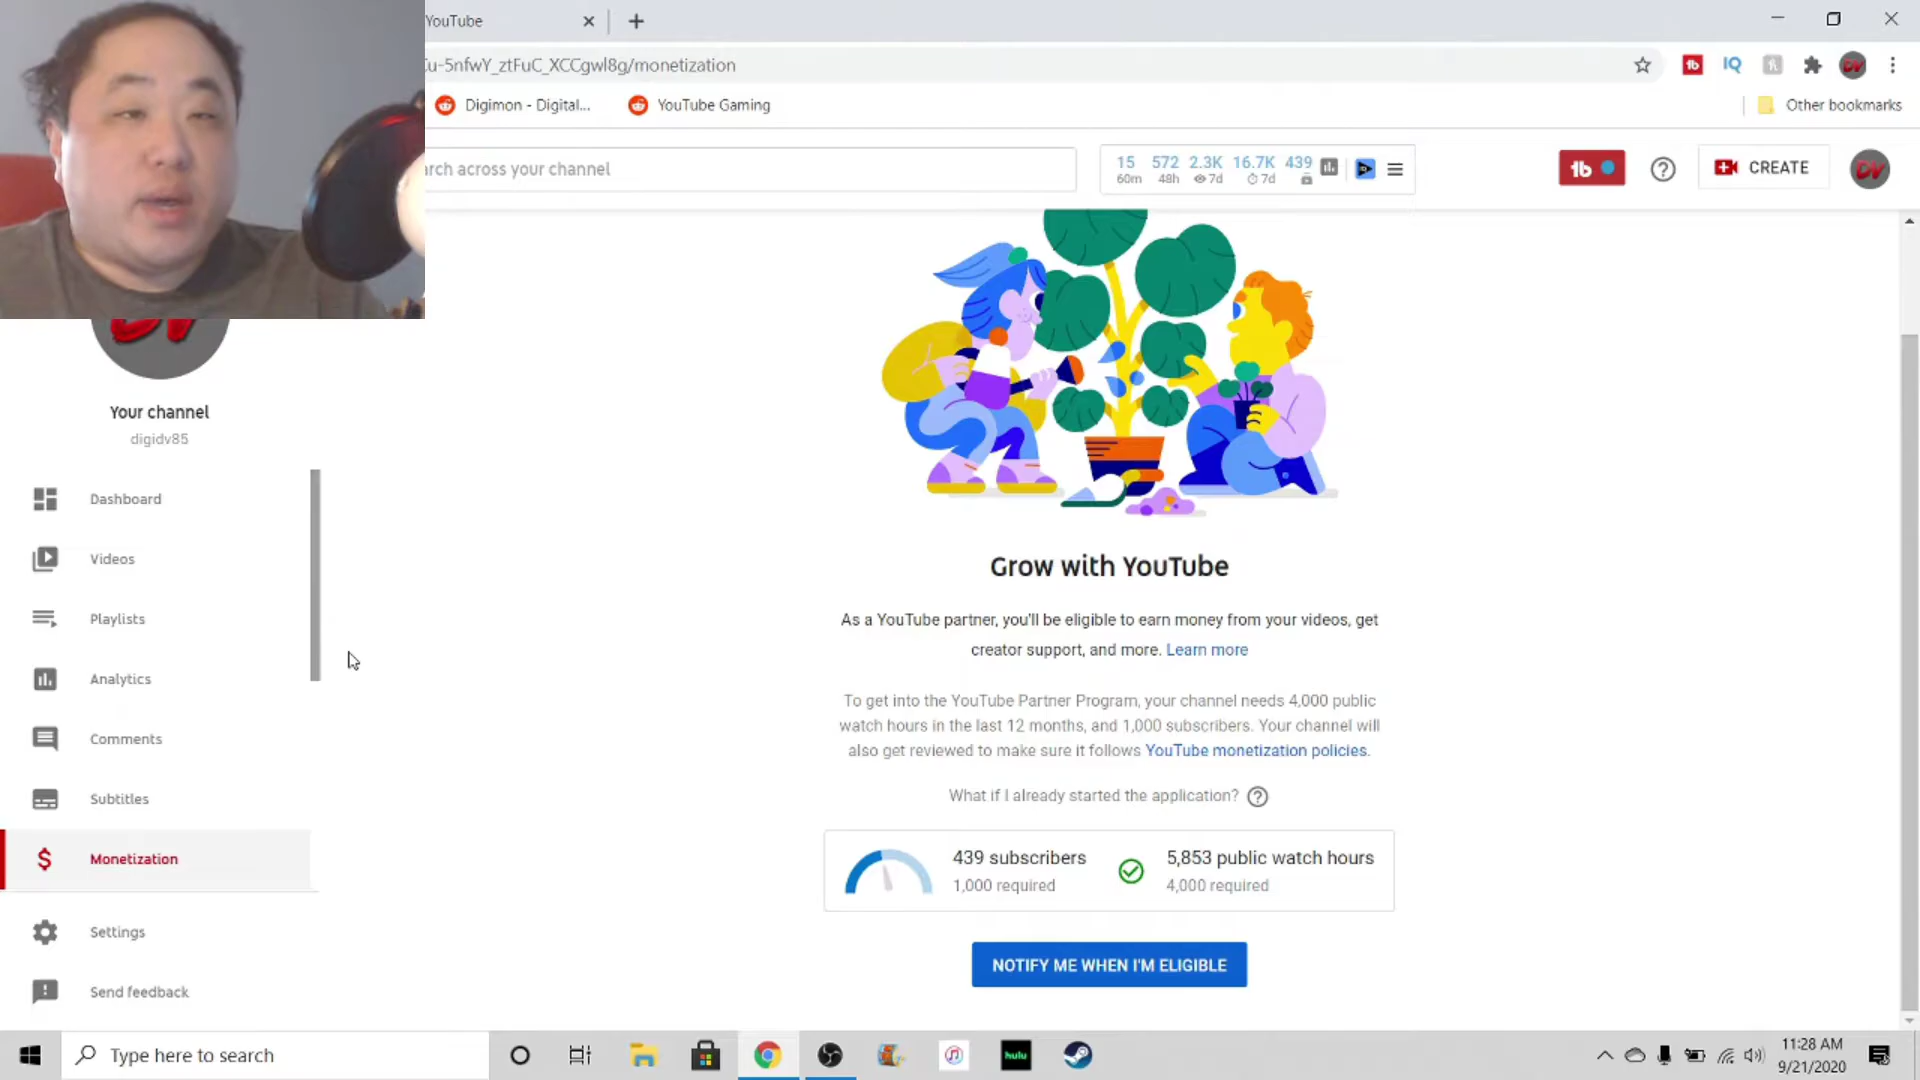 YouTube
Cu-5nfwY_ztFuC_XCCgwl8g/monetization
Digimon - Digital...
YouTube Gaming
Other bookmarks
rch across your channel
15 572 2.3K 16.7K 439
60m 48h 7d 7d
CREATE
DV
DV
Your channel
digidv85
Dashboard
Videos
Playlists
Analytics
Comments
Subtitles
Monetization
Settings
Send feedback
Grow with YouTube
As a YouTube partner, you'll be eligible to earn money from your videos, get
creator support, and more. Learn more
To get into the YouTube Partner Program, your channel needs 4,000 public
watch hours in the last 12 months, and 1,000 subscribers. Your channel will
also get reviewed to make sure it follows YouTube monetization policies.
What if I already started the application?
439 subscribers
1,000 required
5,853 public watch hours
4,000 required
NOTIFY ME WHEN I'M ELIGIBLE
Type here to search
hulu
11:28 AM
9/21/2020